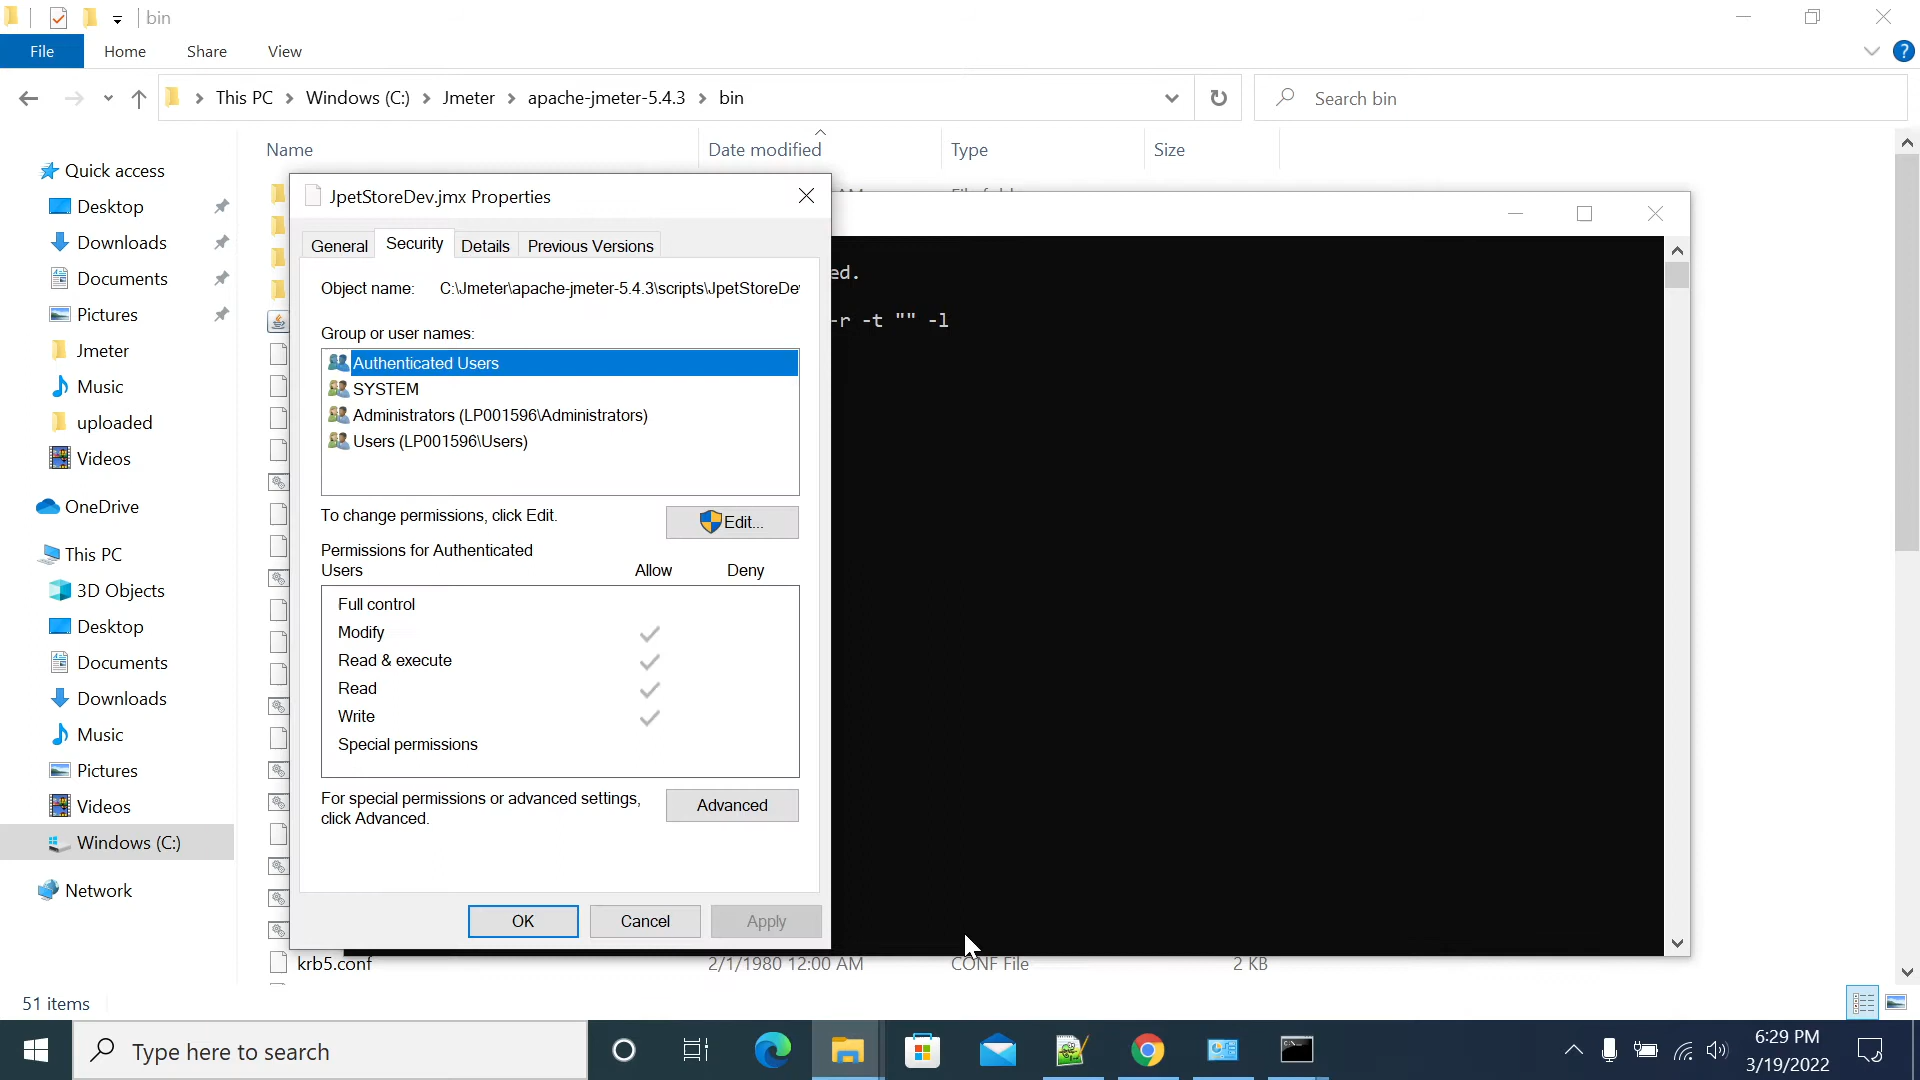 bin
File Home Share View
This PC Windows (C:) Jmeter apache-jmeter-5.4.3 bin
Search bin
Name Date modified Type Size
Quick access
Desktop
Downloads
Documents
Pictures
Jmeter
Music
uploaded
Videos
OneDrive
This PC
3D Objects
Desktop
Documents
Downloads
Music
Pictures
Videos
Windows (C:)
Network
JpetStoreDev.jmx Properties
General Security Details Previous Versions
Object name: C:\Jmeter\apache-jmeter-5.4.3\scripts\JpetStoreDe
Group or user names:
Authenticated Users
SYSTEM
Administrators (LP001596\Administrators)
Users (LP001596\Users)
To change permissions, click Edit.
Edit...
Permissions for Authenticated
Users Allow Deny
Full control
Modify
Read & execute
Read
Write
Special permissions
For special permissions or advanced settings,
click Advanced.
Advanced
OK Cancel Apply
ed.
-r -t "" -l
krb5.conf 2/1/1980 12:00 AM CONF File 2 KB
51 items
Type here to search
6:29 PM
3/19/2022